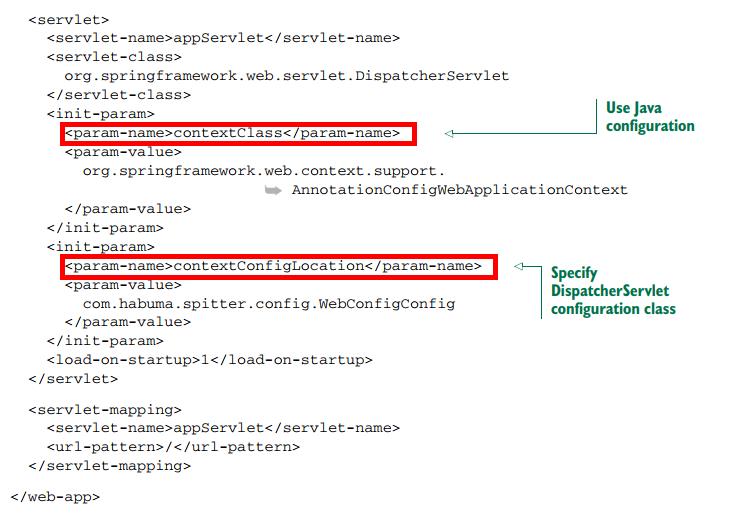 <servlet>
<servlet-name>appServlet</servlet-name>
<servlet-class>
org.springframework.web.servlet.DispatcherServlet
</servlet-class>
<init-param>
<param-name>contextClass</param-name>
Use Java
configuration
<param-value>
org.springframework.web.context.support.
AnnotationConfigWebApplicationContext
</param-value>
</init-param>
<init-param>
<param-name>contextConfigLocation</param-name>
Specify
DispatcherServlet
configuration class
<param-value>
com.habuma.spitter.config.WebConfigConfig
</param-value>
</init-param>
<load-on-startup>1</load-on-startup>
</servlet>
<servlet-mapping>
<servlet-name>appServlet</servlet-name>
<url-pattern>/</url-pattern>
</servlet-mapping>
</web-app>